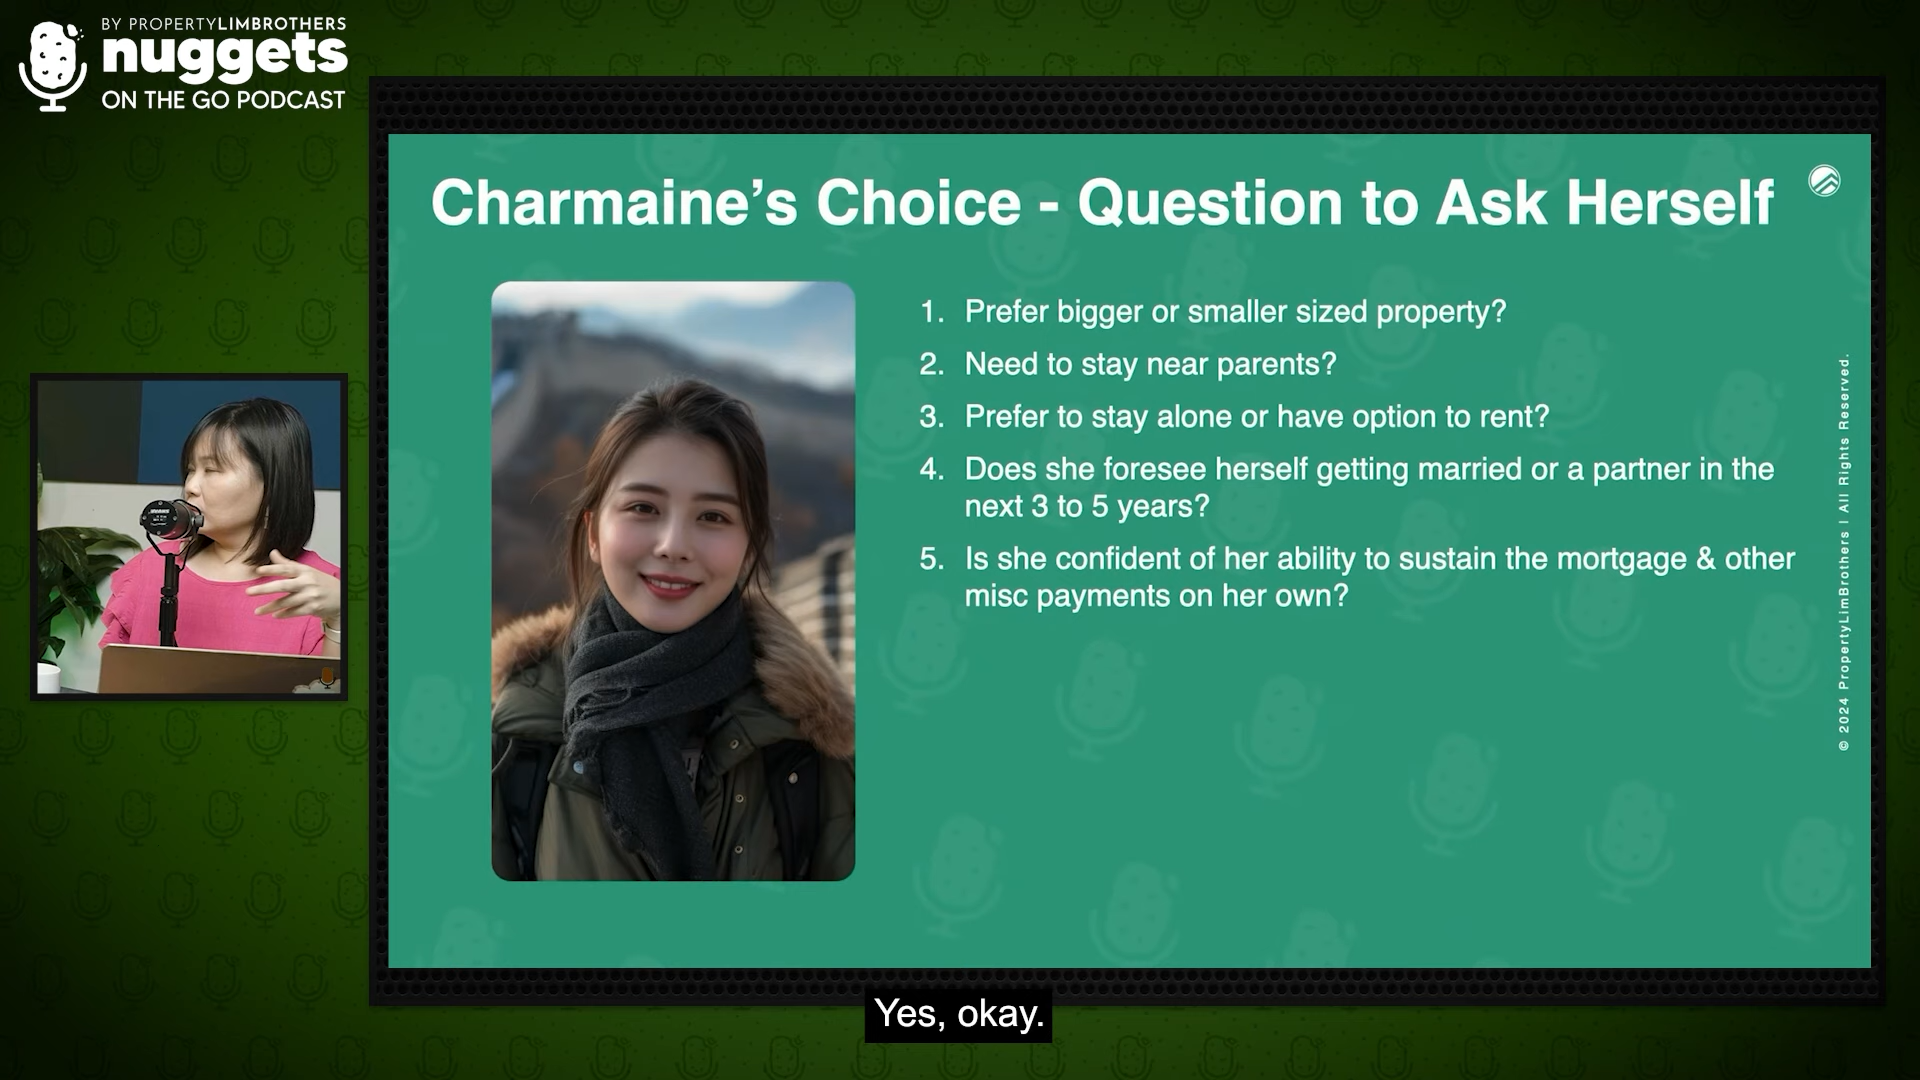 BY PROPERTYLIMBROTHERS
nuggets
ON THE GO PODCAST
Charmaine’s Choice - Question to Ask Herself
1. Prefer bigger or smaller sized property?
2. Need to stay near parents?
3. Prefer to stay alone or have option to rent?
4. Does she foresee herself getting married or a partner in the
next 3 to 5 years?
5. Is she confident of her ability to sustain the mortgage & other
misc payments on her own?
© 2024 PropertyLimBrothers | All Rights Reserved.
Yes, okay.